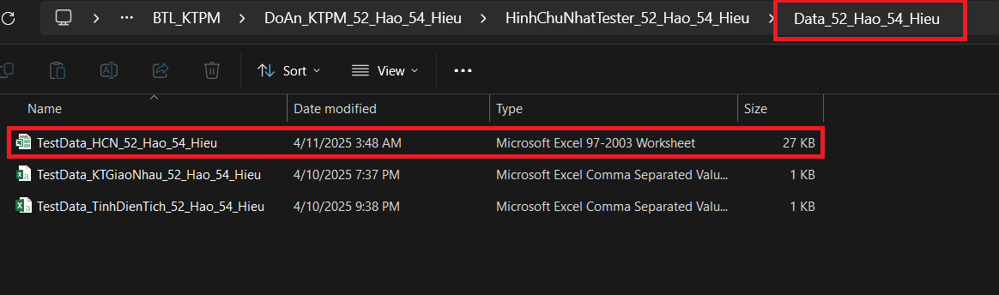 BTL_KTPM > DoAn_KTPM_52_Hao_54_Hieu > HinhChuNhatTester_52_Hao_54_Hieu > Data_52_Hao_54_Hieu
Sort View
Name Date modified Type Size
TestData_HCN_52_Hao_54_Hieu 4/11/2025 3:48 AM Microsoft Excel 97-2003 Worksheet 27 KB
TestData_KTGiaoNhau_52_Hao_54_Hieu 4/10/2025 7:37 PM Microsoft Excel Comma Separated Valu... 1 KB
TestData_TinhDienTich_52_Hao_54_Hieu 4/10/2025 9:38 PM Microsoft Excel Comma Separated Valu... 1 KB